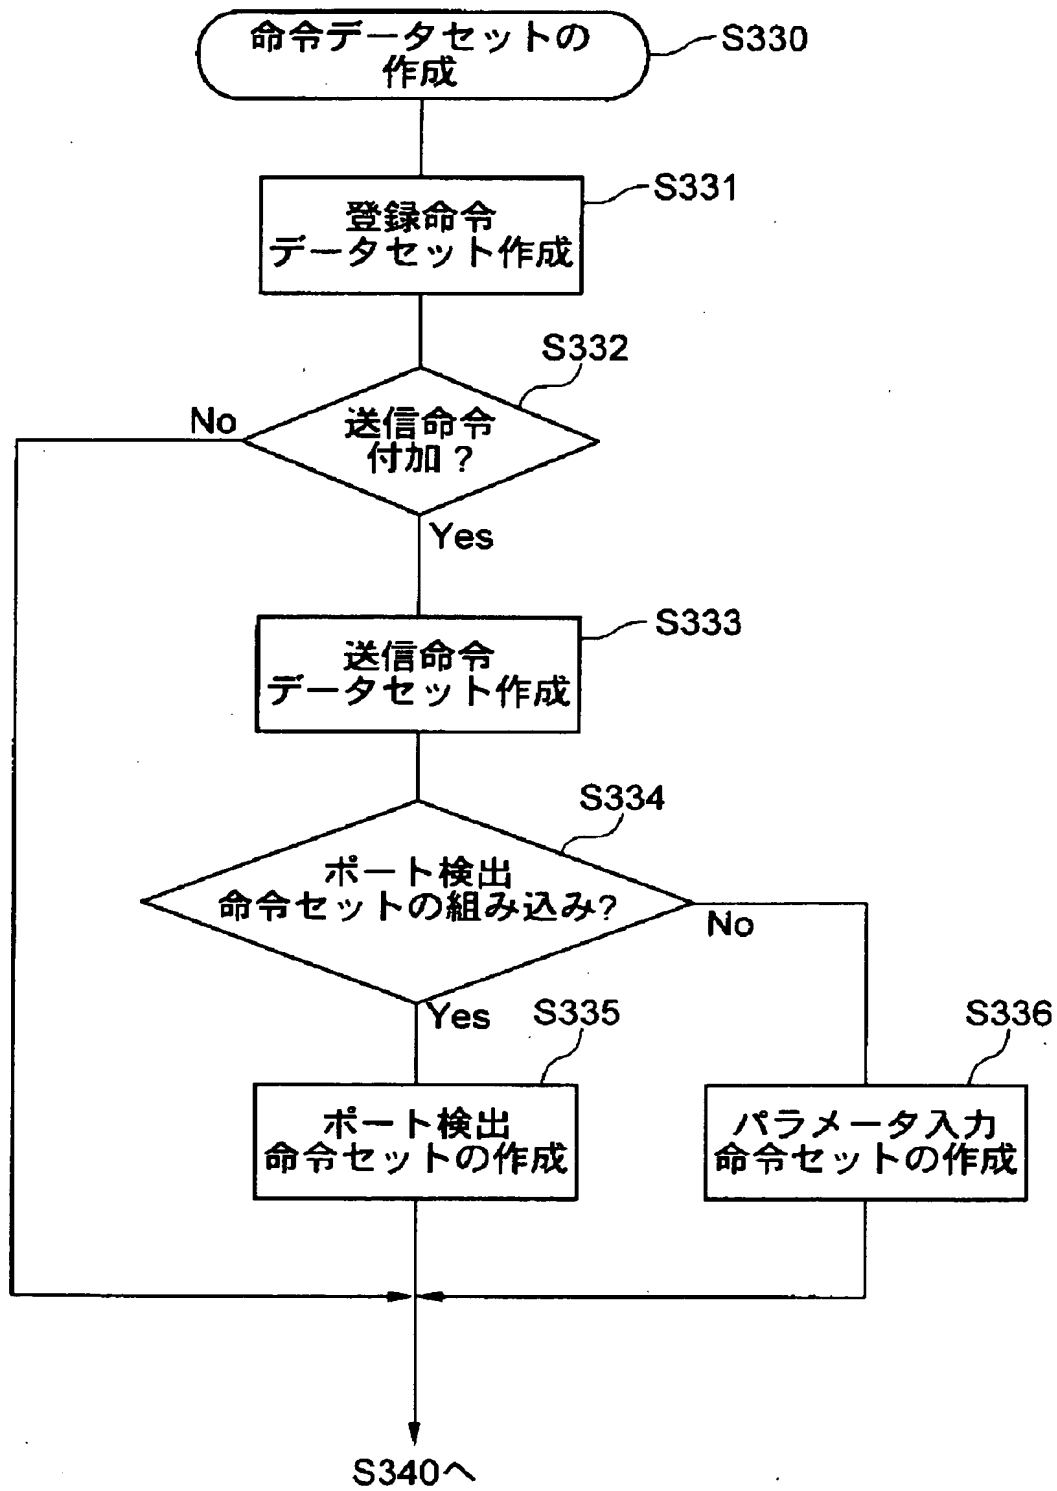 命令データセットの
作成
S330
S331
登録命令
データセット作成
S332
No
送信命令
付加？
Yes
S333
送信命令
データセット作成
S334
ポート検出
命令セットの組み込み?
No
Yes
S335
S336
ポート検出
命令セットの作成
パラメータ入力
命令セットの作成
S340へ